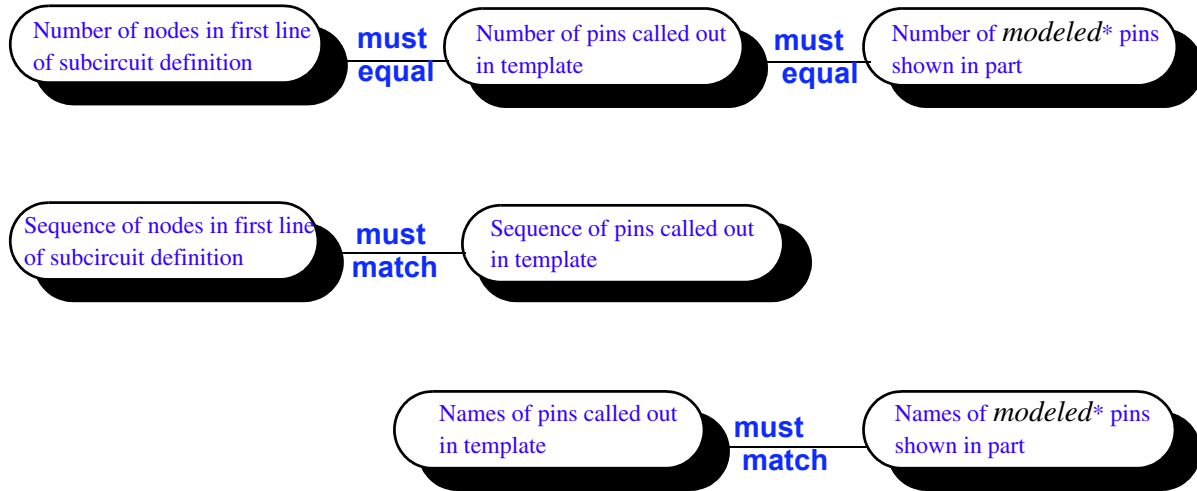 Number of nodes in first line
of subcircuit definition
must
equal
Number of pins called out
in template
must
equal
Number of modeled* pins
shown in part
Sequence of nodes in first line
of subcircuit definition
must
match
Sequence of pins called out
in template
Names of pins called out
in template
must
match
Names of modeled* pins
shown in part